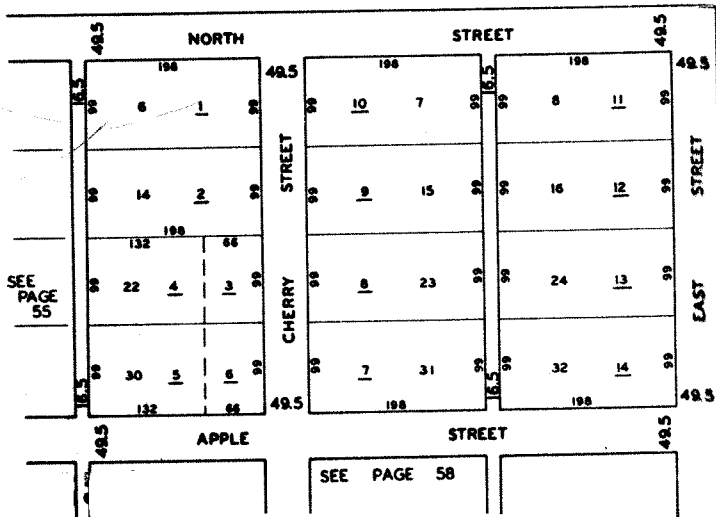 NORTH STREET
49.5 49.5
198 49.5 198 16.5 198 49.5
16.5
99 6 1 99 99 10 7 99 99 8 11 99
STREET STREET
99 14 2 99 99 9 15 99 99 16 12 99
198
132 66
SEE PAGE 55
99 22 4 3 99 99 8 23 99 99 24 13 99
CHERRY EAST
99 30 5 6 99 99 7 31 99 99 32 14 99
16.5 16.5
132 66 49.5 198 198 49.5
49.5 49.5
APPLE STREET
SEE PAGE 58